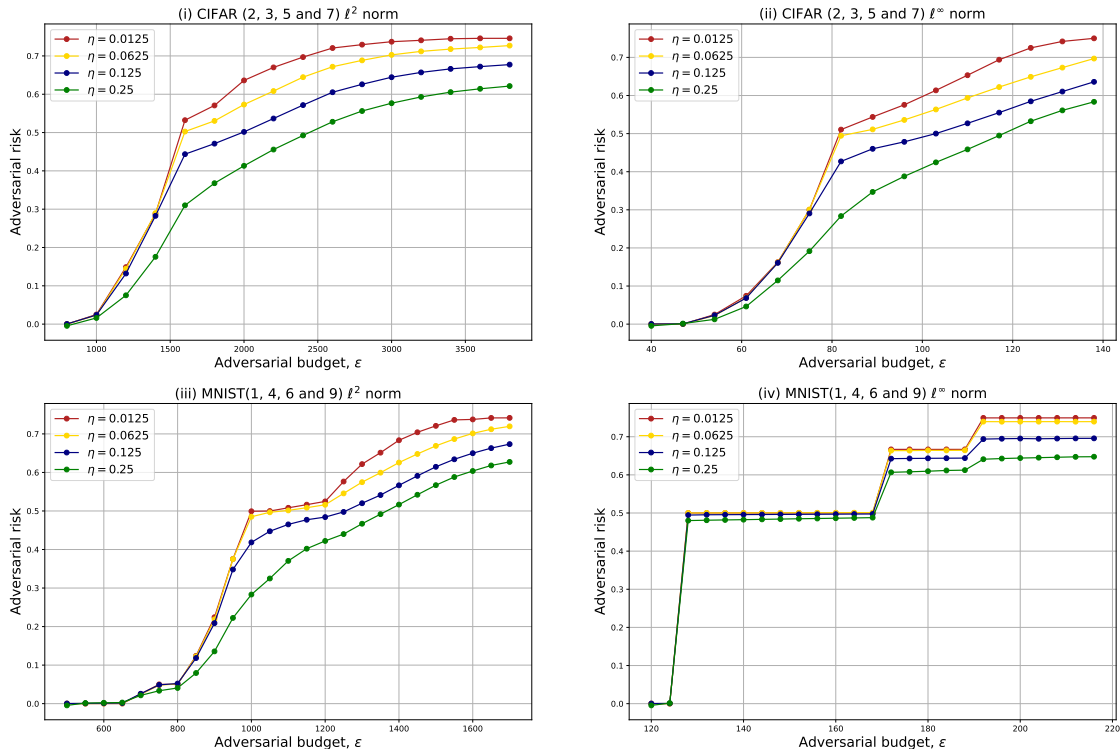 (i) CIFAR (2, 3, 5 and 7) ℓ² norm
η = 0.0125
η = 0.0625
η = 0.125
η = 0.25
Adversarial risk
0.7
0.6
0.5
0.4
0.3
0.2
0.1
0.0
1000 1500 2000 2500 3000 3500
Adversarial budget, ε
(ii) CIFAR (2, 3, 5 and 7) ℓ∞ norm
η = 0.0125
η = 0.0625
η = 0.125
η = 0.25
Adversarial risk
0.7
0.6
0.5
0.4
0.3
0.2
0.1
0.0
40 60 80 100 120 140
Adversarial budget, ε
(iii) MNIST(1, 4, 6 and 9) ℓ² norm
η = 0.0125
η = 0.0625
η = 0.125
η = 0.25
Adversarial risk
0.7
0.6
0.5
0.4
0.3
0.2
0.1
0.0
600 800 1000 1200 1400 1600
Adversarial budget, ε
(iv) MNIST(1, 4, 6 and 9) ℓ∞ norm
η = 0.0125
η = 0.0625
η = 0.125
η = 0.25
Adversarial risk
0.7
0.6
0.5
0.4
0.3
0.2
0.1
0.0
120 140 160 180 200 220
Adversarial budget, ε